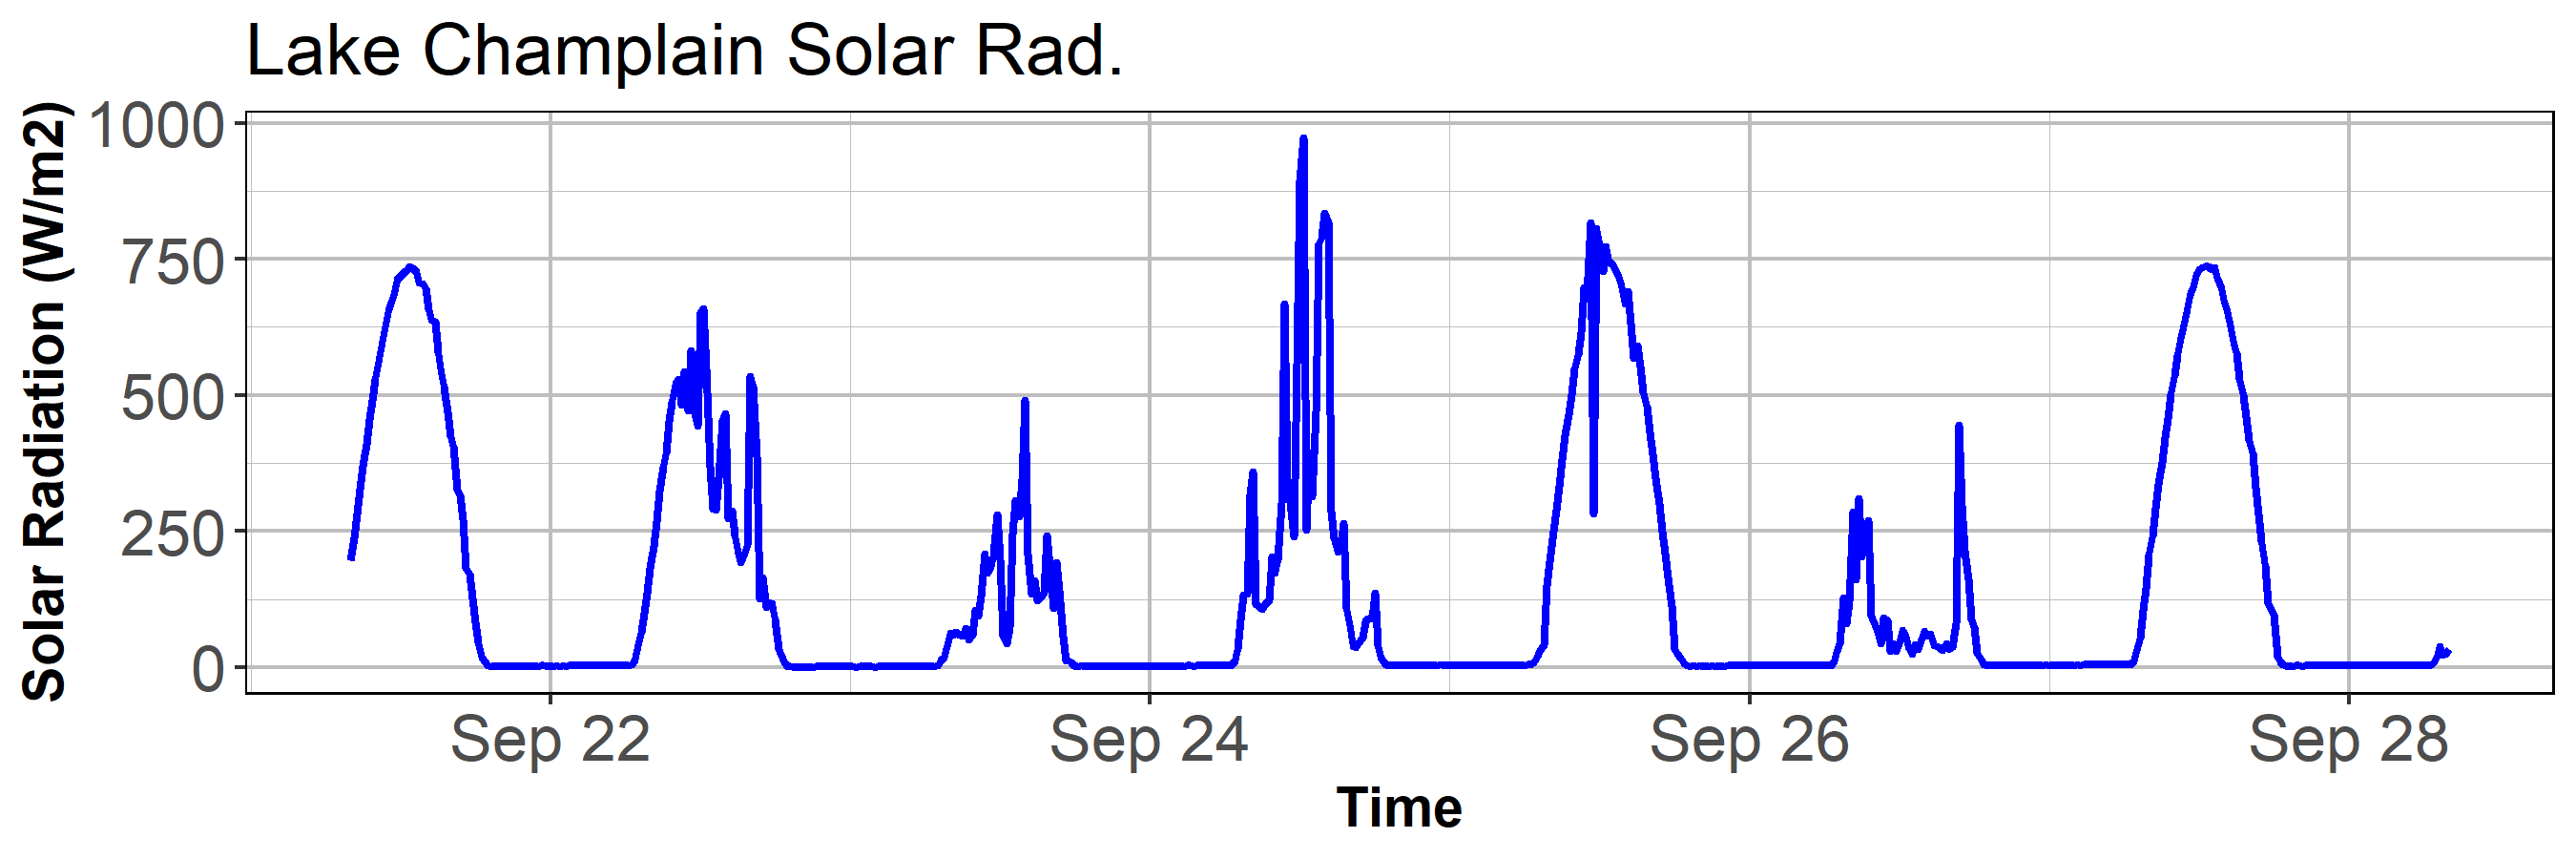 Lake Champlain Solar Rad.
Solar Radiation (W/m2)
1000
750
500
250
0
Sep 22 Sep 24 Sep 26 Sep 28
Time